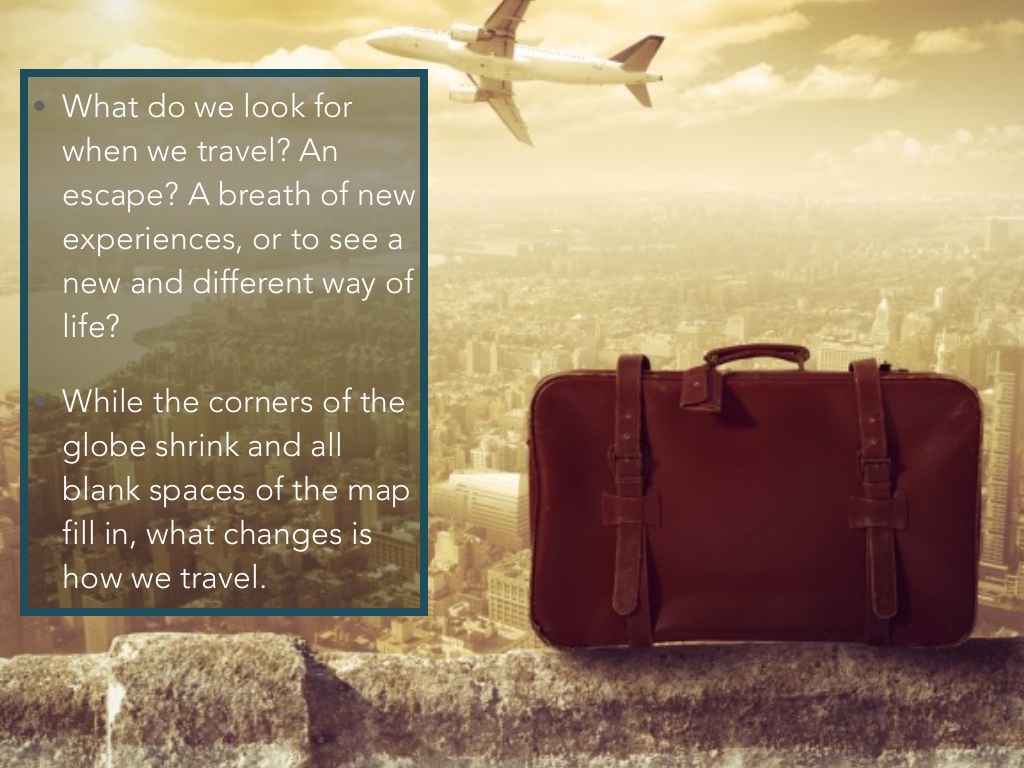 • What do we look for
when we travel? An
escape? A breath of new
experiences, or to see a
new and different way of
life?
• While the corners of the
globe shrink and all
blank spaces of the map
fill in, what changes is
how we travel.